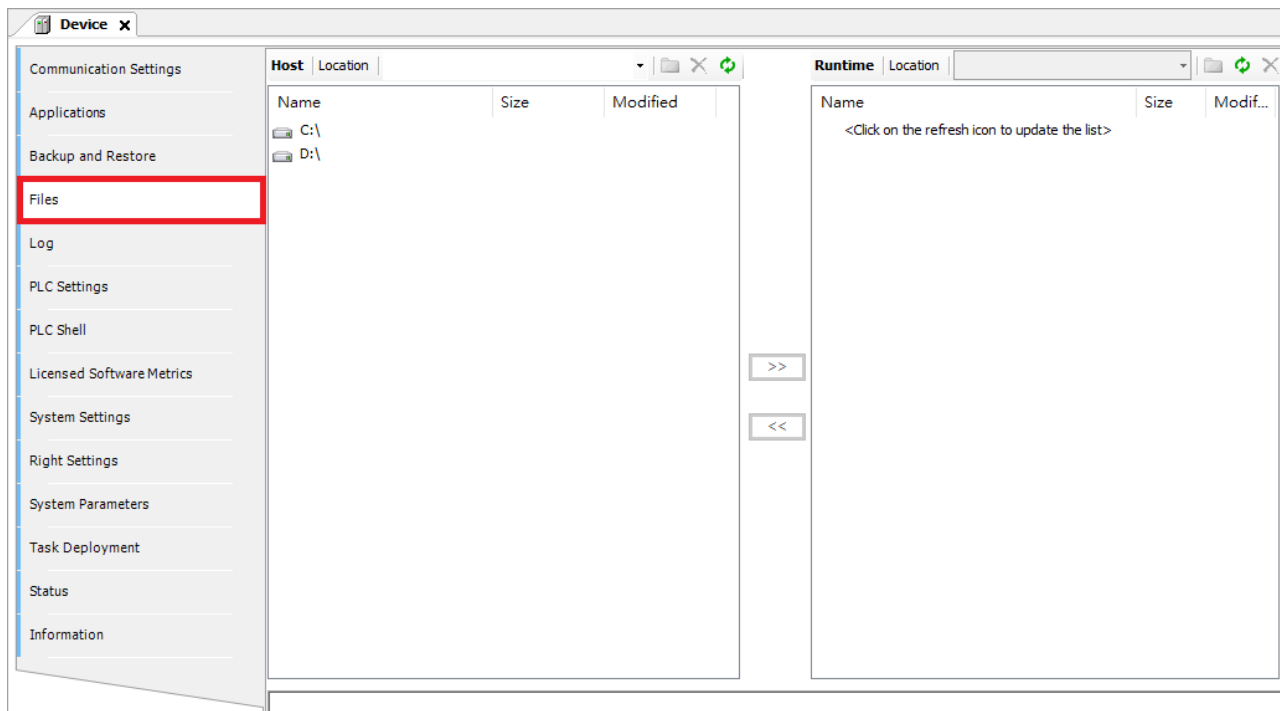 Device
Communication Settings
Applications
Backup and Restore
Files
Log
PLC Settings
PLC Shell
Licensed Software Metrics
System Settings
Right Settings
System Parameters
Task Deployment
Status
Information
Host Location
Name Size Modified
C:\
D:\
>>
<<
Runtime Location
Name Size Modif...
<Click on the refresh icon to update the list>